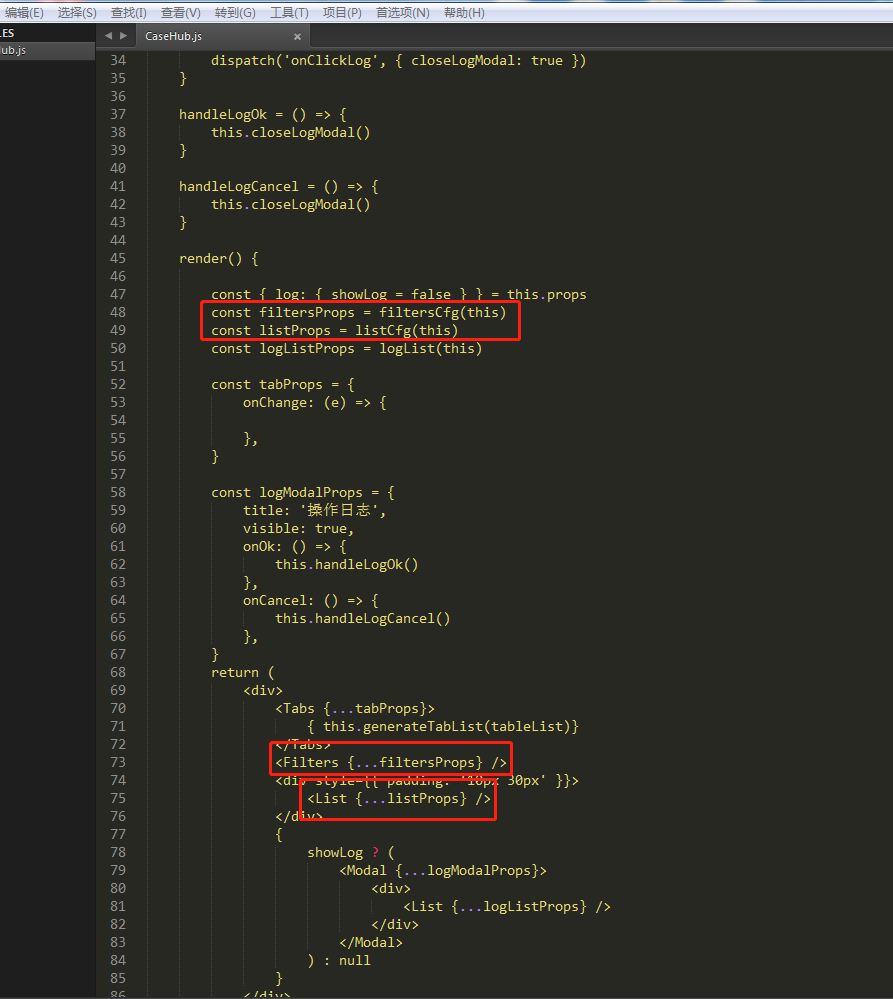 编辑(E) 选择(S) 查找(I) 查看(V) 转到(G) 工具(T) 项目(P) 首选项(N) 帮助(H)
LES
CaseHub.js ×
ub.js
34 dispatch('onClickLog', { closeLogModal: true })
35 }
36
37 handleLogOk = () => {
38 this.closeLogModal()
39 }
40
41 handleLogCancel = () => {
42 this.closeLogModal()
43 }
44
45 render() {
46
47 const { log: { showLog = false } } = this.props
48 const filtersProps = filtersCfg(this)
49 const listProps = listCfg(this)
50 const logListProps = logList(this)
51
52 const tabProps = {
53 onChange: (e) => {
54
55 },
56 }
57
58 const logModalProps = {
59 title: '操作日志',
60 visible: true,
61 onOk: () => {
62 this.handleLogOk()
63 },
64 onCancel: () => {
65 this.handleLogCancel()
66 },
67 }
68 return (
69 <div>
70 <Tabs {...tabProps}>
71 { this.generateTabList(tableList)}
72 </Tabs>
73 <Filters {...filtersProps} />
74 <div style={{ padding: '10px 30px' }}>
75 <List {...listProps} />
76 </div>
77 {
78 showLog ? (
79 <Modal {...logModalProps}>
80 <div>
81 <List {...logListProps} />
82 </div>
83 </Modal>
84 ) : null
85 }
86 </div>